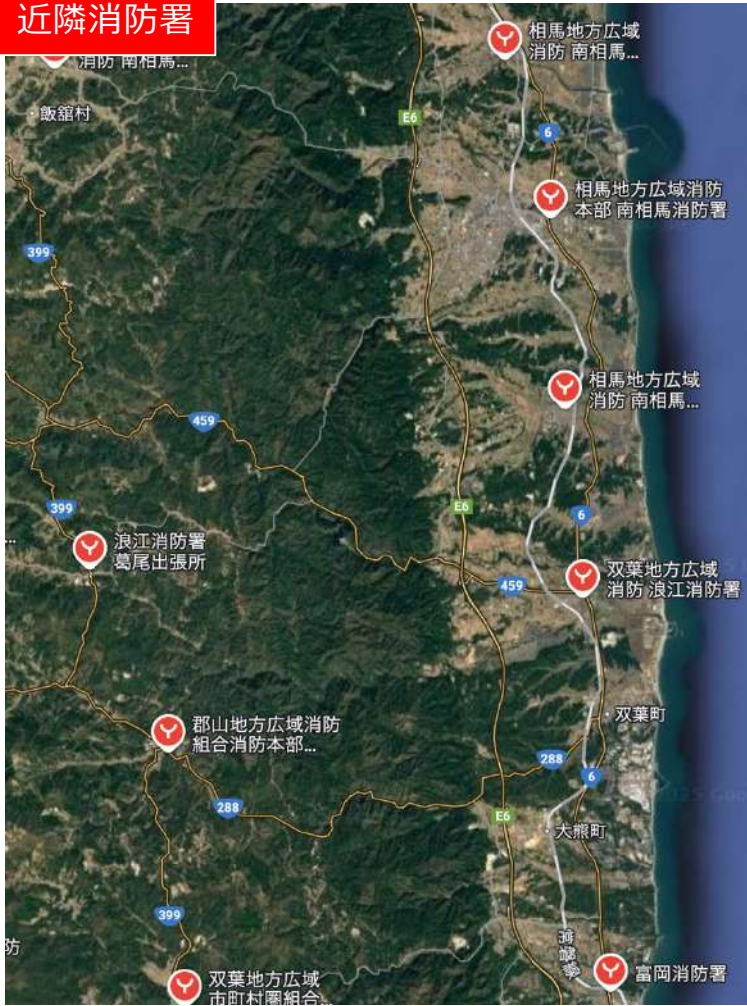 近隣消防署
消防 南相馬...
相馬地方広域
消防 南相馬...
飯舘村
E6
6
相馬地方広域消防
本部 南相馬消防署
399
相馬地方広域
消防 南相馬...
459
399
E6
6
浪江消防署
葛尾出張所
双葉地方広域
消防 浪江消防署
459
双葉町
郡山地方広域消防
組合消防本部...
288
6
288
E6
大熊町
399
防
常磐線
富岡消防署
双葉地方広域
市町村圏組合...